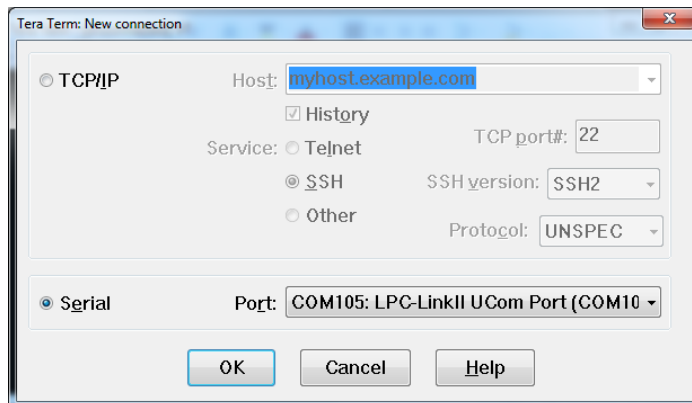 Tera Term: New connection
TCP/IP
Host: myhost.example.com
History
Service: Telnet
TCP port#: 22
SSH
SSH version: SSH2
Other
Protocol: UNSPEC
Serial
Port: COM105: LPC-LinkII UCom Port (COM10
OK
Cancel
Help